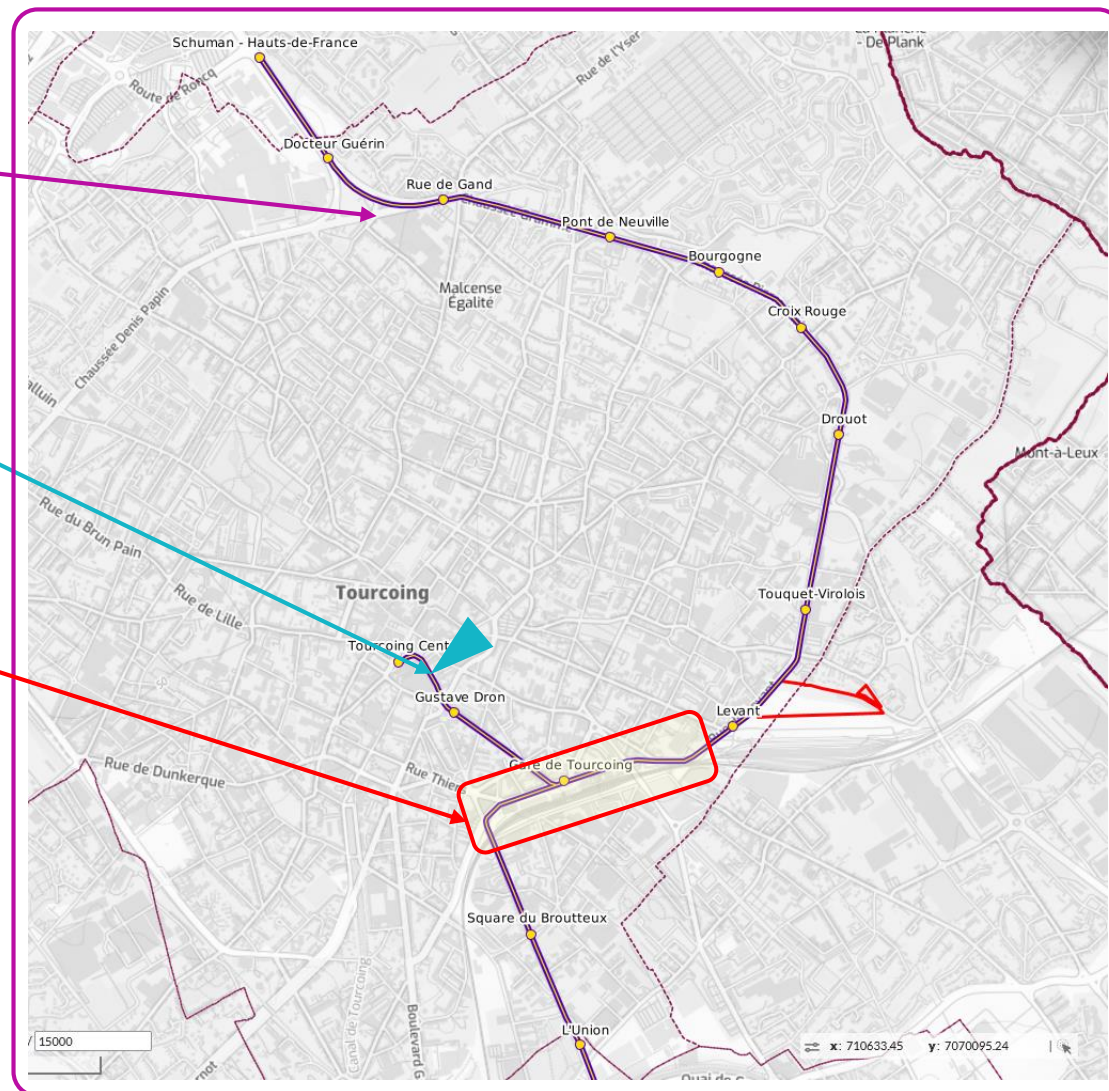 Schuman - Hauts-de-France
Rue de l'Yser
- De Plank
Route de Roncq
Docteur Guérin
Rue de Gand
Pont de Neuville
Bourgogne
Malcense
Égalité
Croix Rouge
Chaussée Denis Papin
Drouot
Mont-à-Leux
Rue du Brun Pain
Rue de Lille
Tourcoing
Touquet-Virolois
Tourcoing Cent
Gustave Dron
Levant
Gare de Tourcoing
Rue de Dunkerque
Rue Thiers
Square du Broutteux
Canal de Tourcoing
Boulevard G
L'Union
/ 15000
x: 710633.45 y: 7070095.24